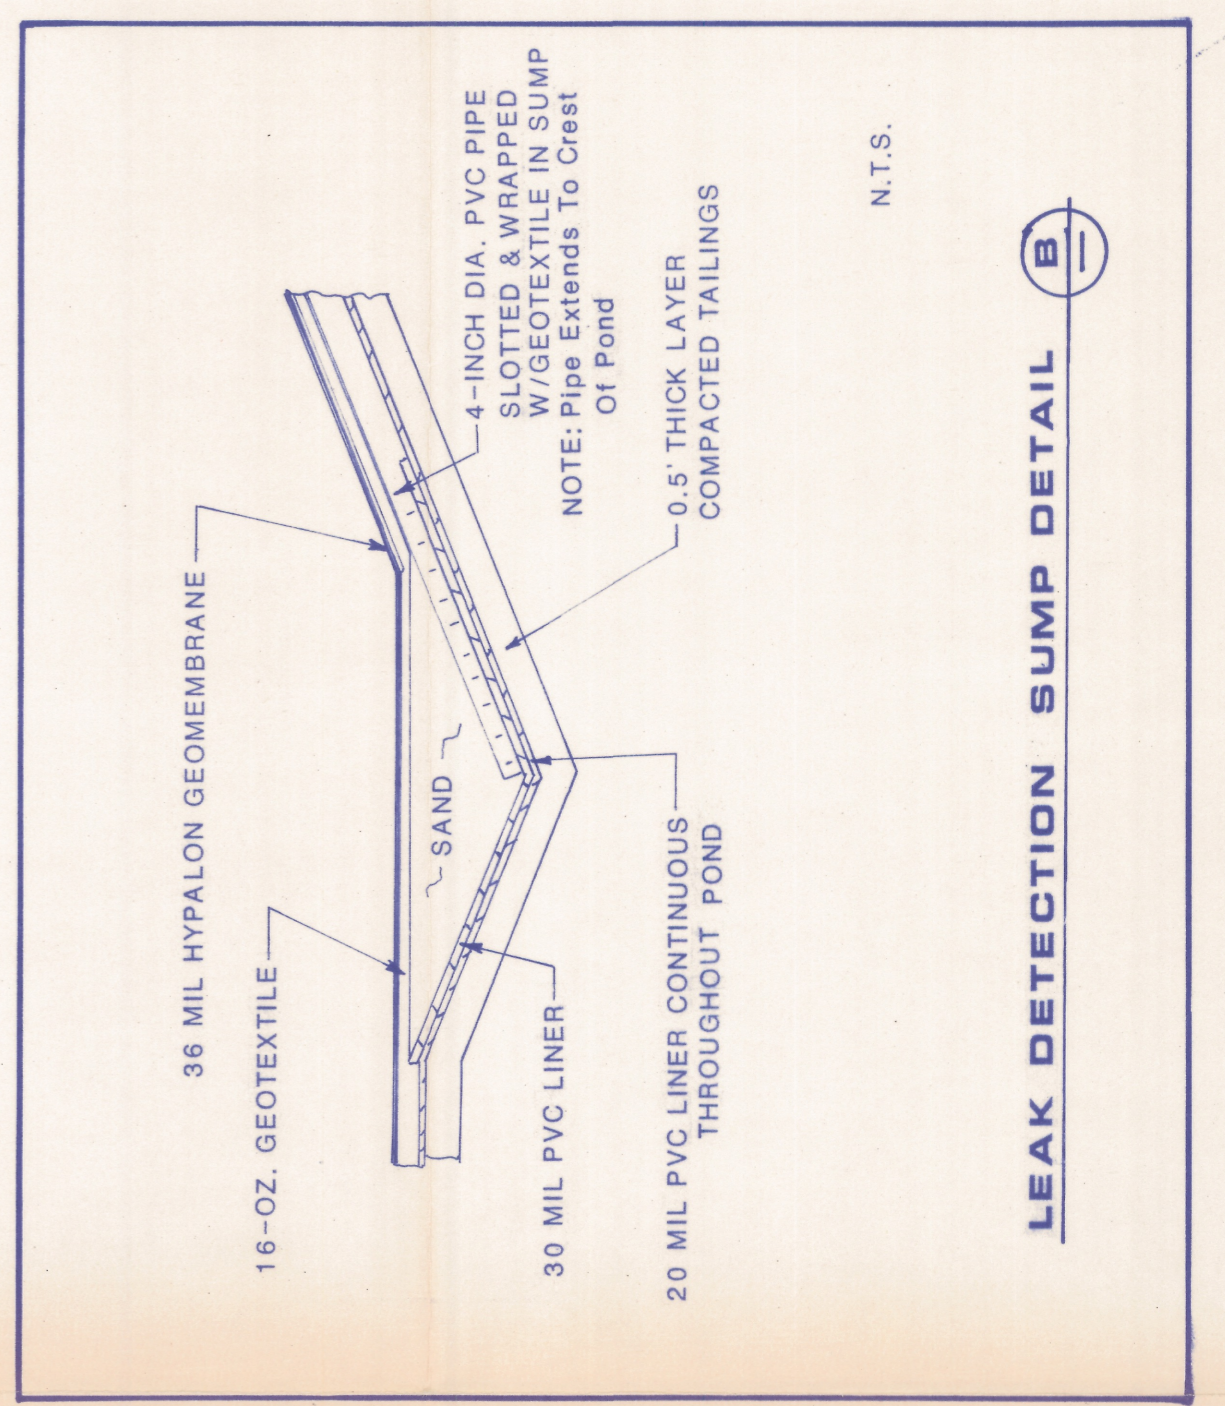 36 MIL HYPALON GEOMEMBRANE
16-OZ. GEOTEXTILE
SAND
4-INCH DIA. PVC PIPE
SLOTTED & WRAPPED
W/GEOTEXTILE IN SUMP
NOTE: Pipe Extends To Crest
Of Pond
30 MIL PVC LINER
0.5' THICK LAYER
COMPACTED TAILINGS
20 MIL PVC LINER CONTINUOUS
THROUGHOUT POND
N.T.S.
LEAK DETECTION SUMP DETAIL B
—